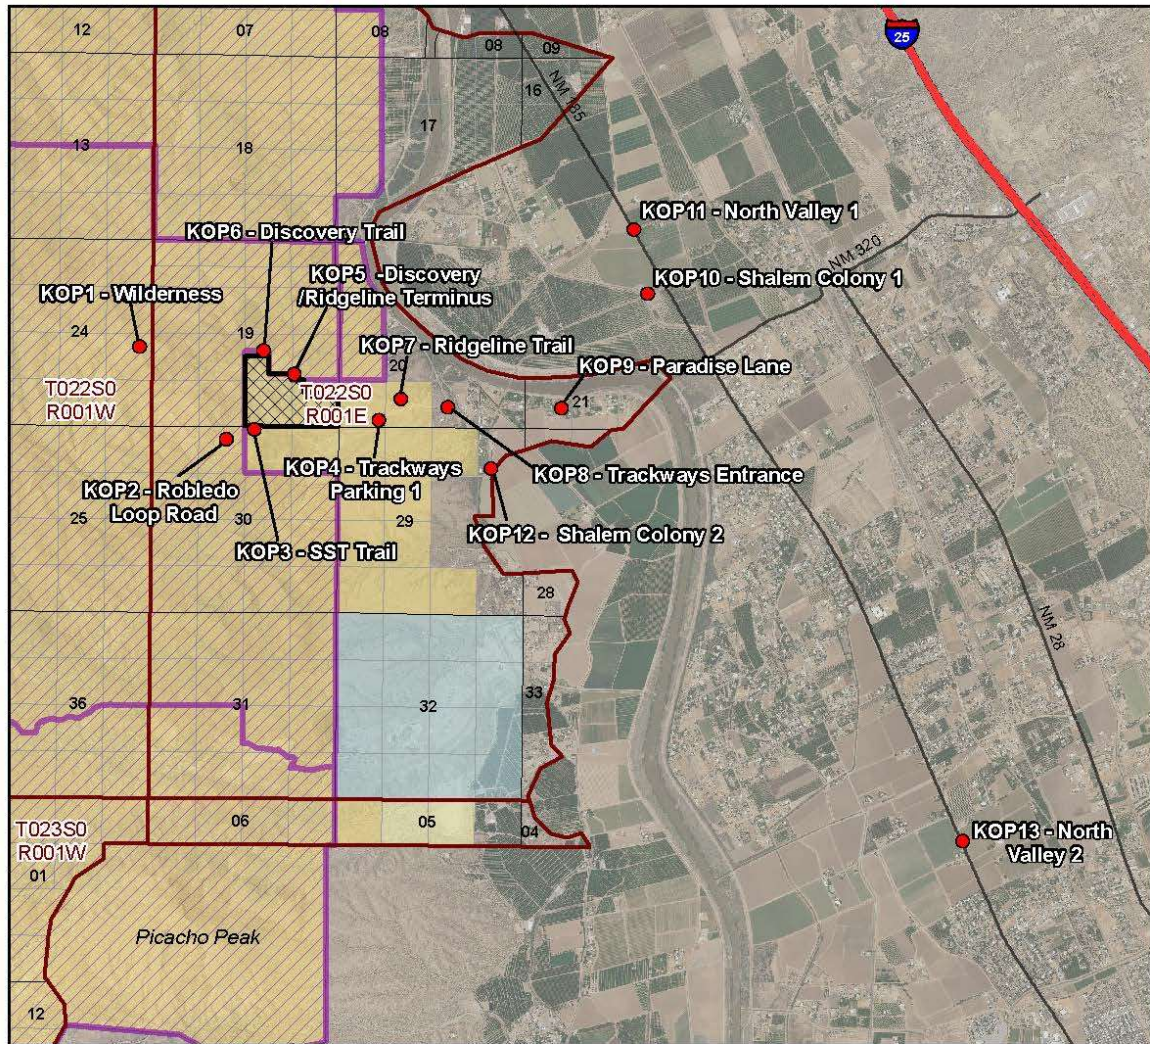 12
07
08
08
09
25
16
NM 185
17
13
18
KOP11 - North Valley 1
KOP6 - Discovery Trail
NM 320
KOP5 -Discovery
/Ridgeline Terminus
KOP10 - Shalem Colony 1
KOP1 - Wilderness
24
19
KOP7 - Ridgeline Trail
20
KOP9 - Paradise Lane
T022S0
R001W
T022S0
R001E
21
KOP4 - Trackways
Parking 1
KOP8 - Trackways Entrance
KOP2 - Robledo
Loop Road
25
30
29
KOP12 - Shalem Colony 2
KOP3 - SST Trail
28
NM 28
36
31
32
33
T023S0
R001W
06
05
04
KOP13 - North
Valley 2
01
Picacho Peak
12